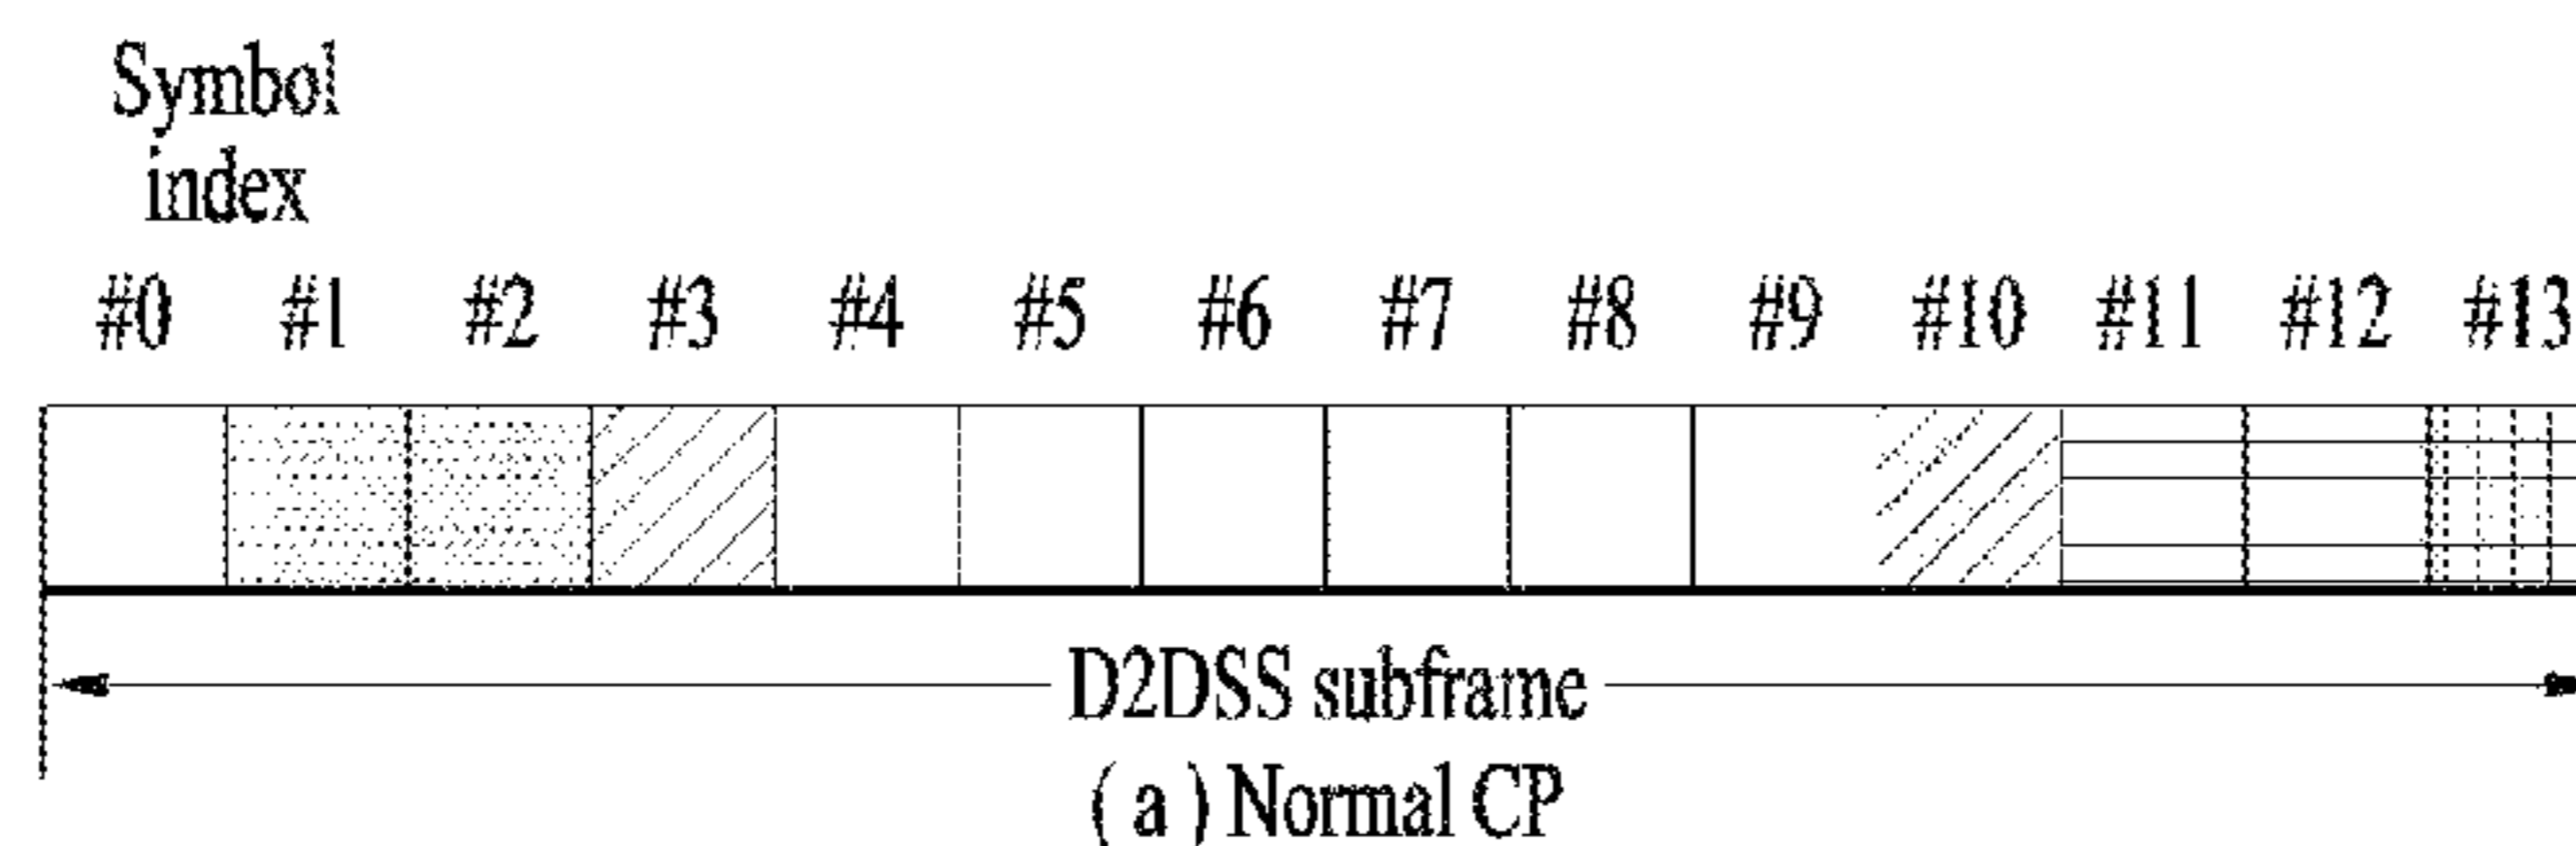 Symbol
index
#0 #1 #2 #3 #4 #5 #6 #7 #8 #9 #10 #11 #12 #13
D2DSS subframe
( a ) Normal CP